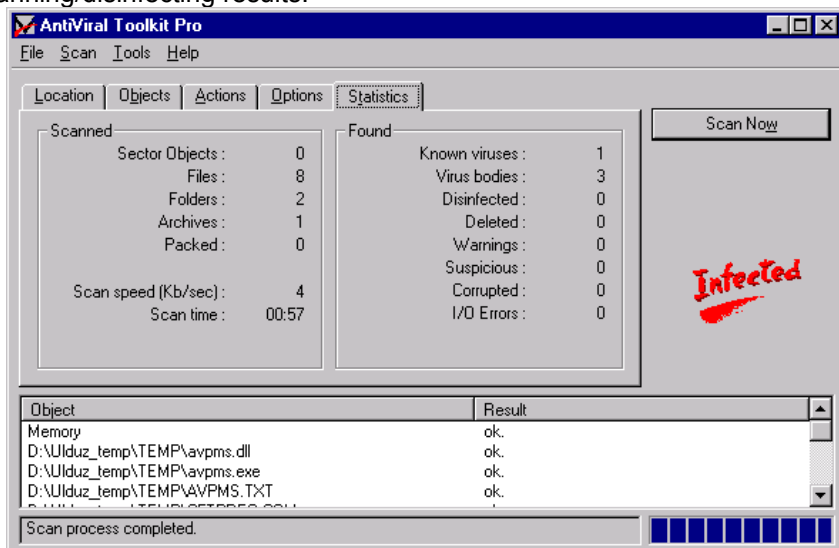 AntiViral Toolkit Pro
File Scan Tools Help
Location Objects Actions Options Statistics
Scan Now
Scanned
Sector Objects : 0
Files : 8
Folders : 2
Archives : 1
Packed : 0
Scan speed (Kb/sec) : 4
Scan time : 00:57
Found
Known viruses : 1
Virus bodies : 3
Disinfected : 0
Deleted : 0
Warnings : 0
Suspicious : 0
Corrupted : 0
I/O Errors : 0
Infected
Object Result
Memory ok.
D:\Ulduz_temp\TEMP\avpms.dll ok.
D:\Ulduz_temp\TEMP\avpms.exe ok.
D:\Ulduz_temp\TEMP\AVPMS.TXT ok.
Scan process completed.